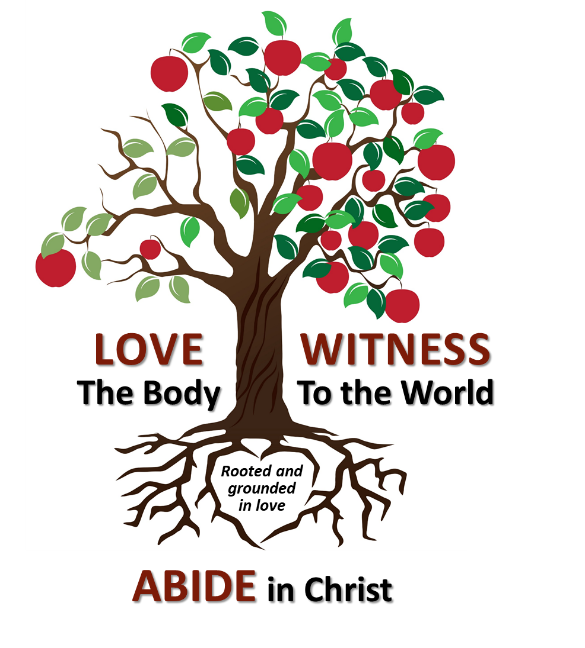 LOVE
The Body
WITNESS
To the World
Rooted and
grounded
in love
ABIDE in Christ